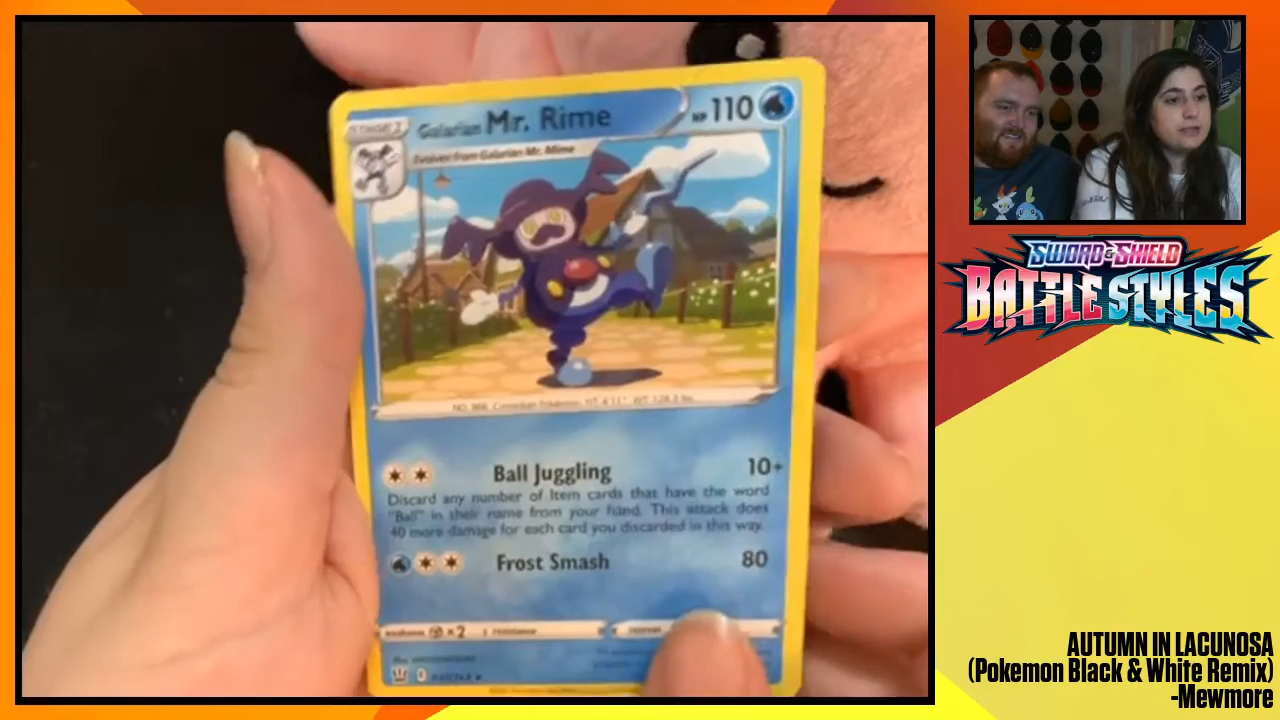 STAGE 2
Galarian Mr. Rime
HP 110
Evolves from Galarian Mr. Mime
Ball Juggling 10+
Discard any number of Item cards that have the word
"Ball" in their name from your hand. This attack does
40 more damage for each card you discarded in this way.
Frost Smash 80
weakness ×2 resistance
SWORD & SHIELD
BATTLE STYLES
AUTUMN IN LACUNOSA
(Pokemon Black & White Remix)
-Mewmore